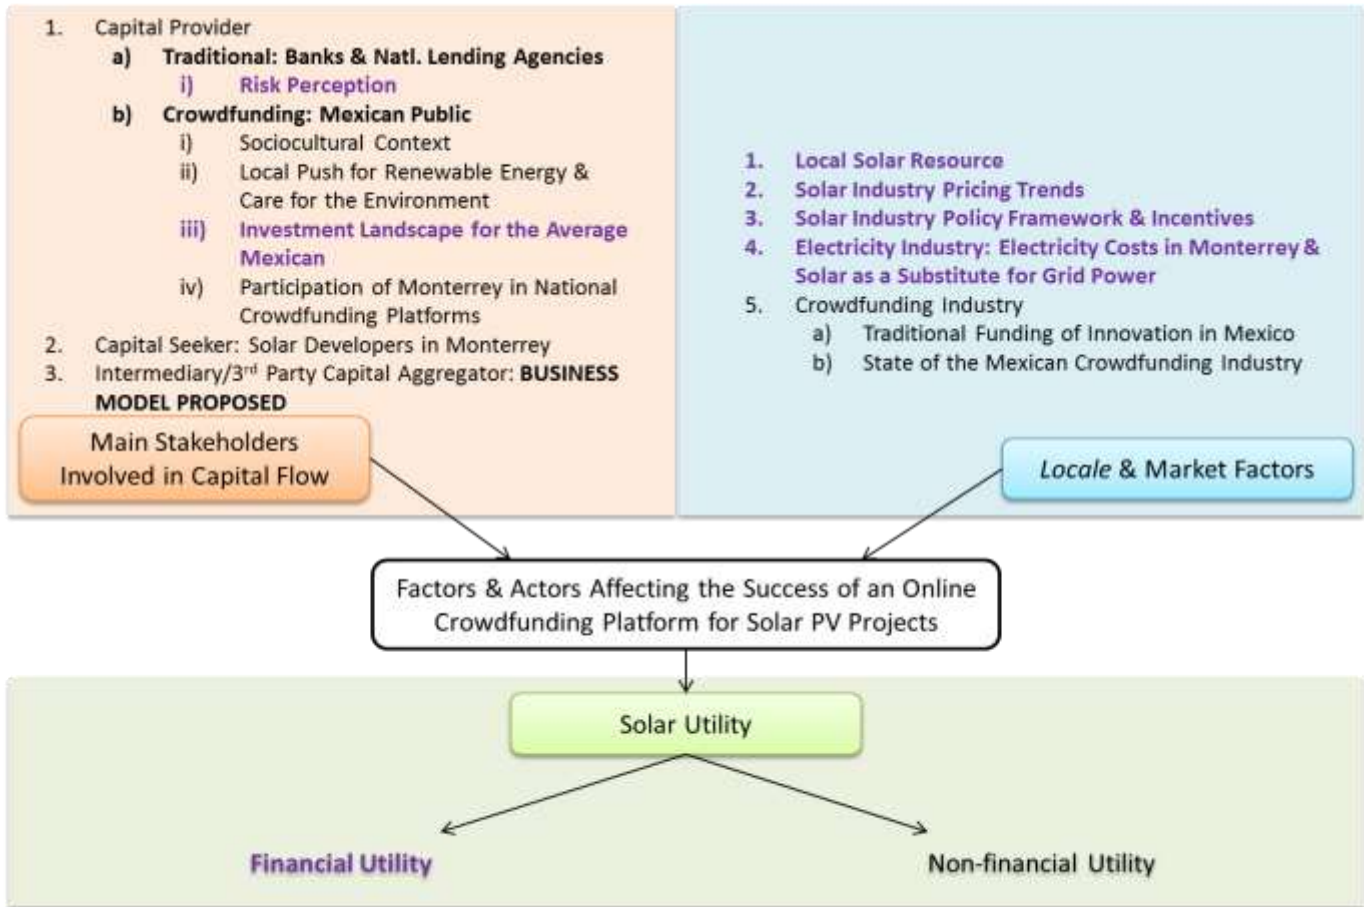 1. Capital Provider
a) Traditional: Banks & Natl. Lending Agencies
i) Risk Perception
b) Crowdfunding: Mexican Public
i) Sociocultural Context
ii) Local Push for Renewable Energy &
Care for the Environment
iii) Investment Landscape for the Average
Mexican
iv) Participation of Monterrey in National
Crowdfunding Platforms
2. Capital Seeker: Solar Developers in Monterrey
3. Intermediary/3rd Party Capital Aggregator: BUSINESS
MODEL PROPOSED
Main Stakeholders
Involved in Capital Flow
1. Local Solar Resource
2. Solar Industry Pricing Trends
3. Solar Industry Policy Framework & Incentives
4. Electricity Industry: Electricity Costs in Monterrey &
Solar as a Substitute for Grid Power
5. Crowdfunding Industry
a) Traditional Funding of Innovation in Mexico
b) State of the Mexican Crowdfunding Industry
Locale & Market Factors
Factors & Actors Affecting the Success of an Online
Crowdfunding Platform for Solar PV Projects
Solar Utility
Financial Utility
Non-financial Utility